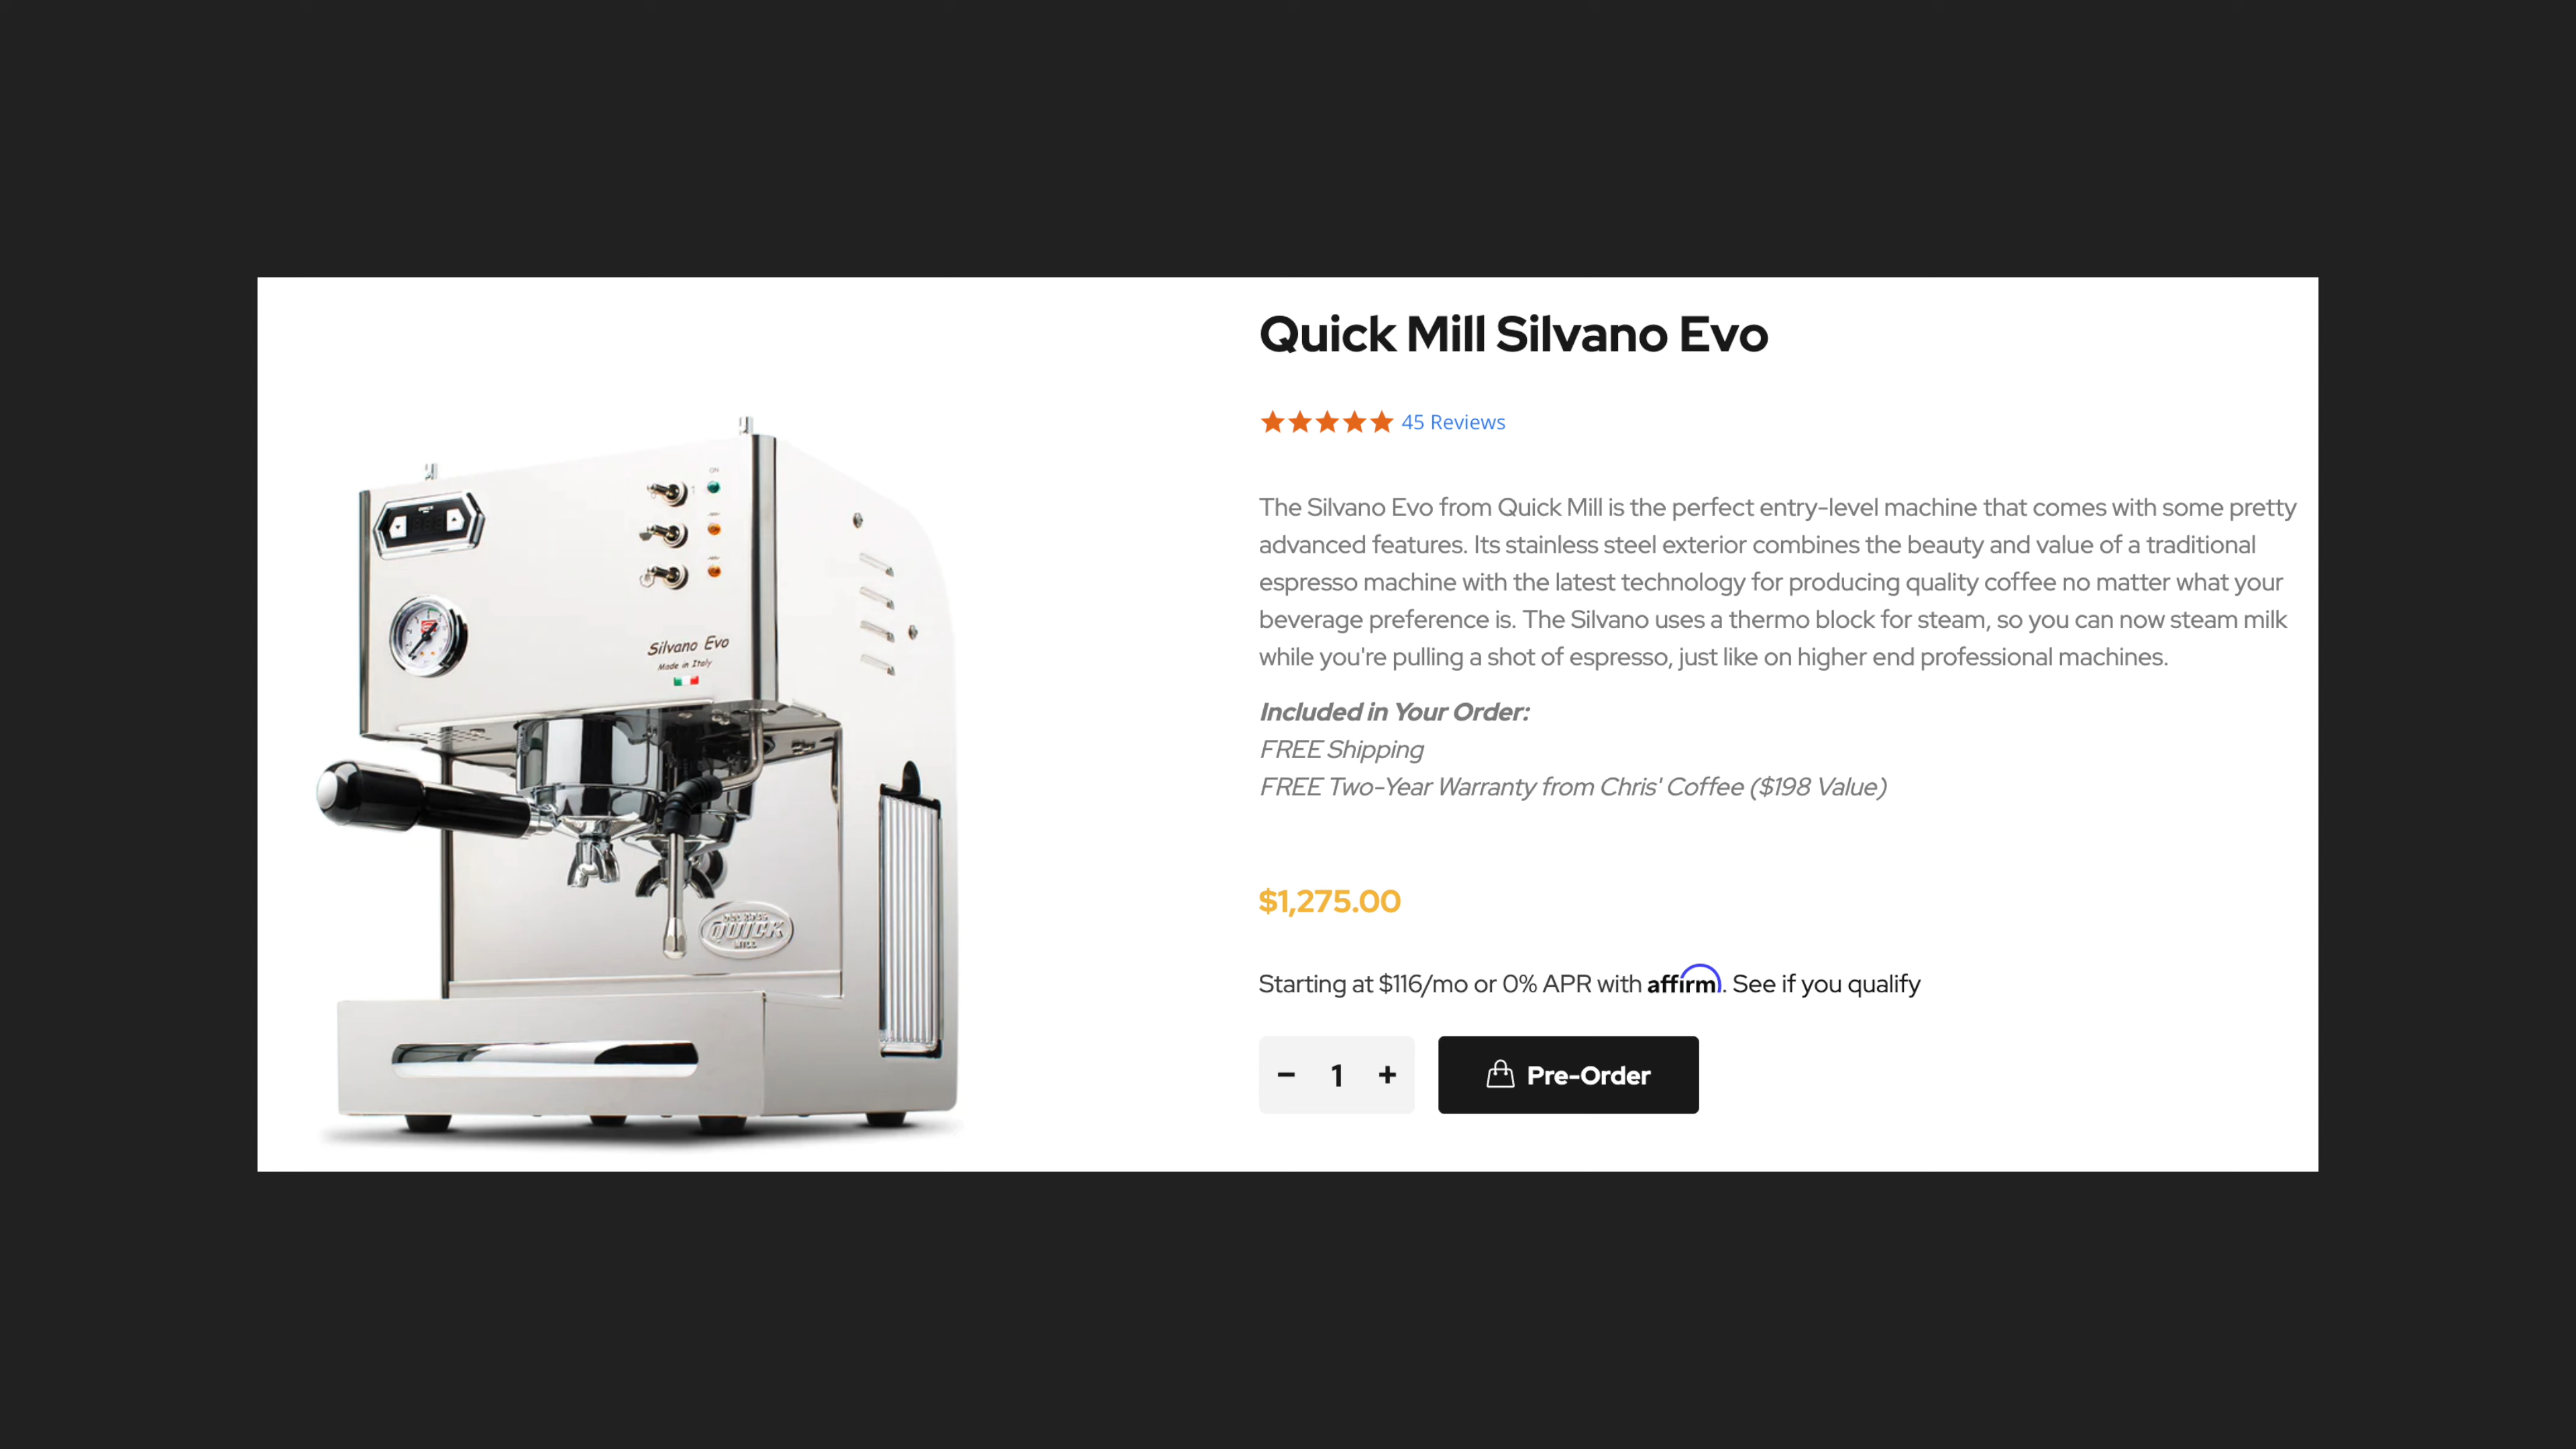 Quick Mill Silvano Evo
45 Reviews
The Silvano Evo from Quick Mill is the perfect entry-level machine that comes with some pretty
advanced features. Its stainless steel exterior combines the beauty and value of a traditional
espresso machine with the latest technology for producing quality coffee no matter what your
beverage preference is. The Silvano uses a thermo block for steam, so you can now steam milk
while you're pulling a shot of espresso, just like on higher end professional machines.
Included in Your Order:
FREE Shipping
FREE Two-Year Warranty from Chris' Coffee ($198 Value)
$1,275.00
Starting at $116/mo or 0% APR with affirm. See if you qualify
− 1 +
Pre-Order
ON
Silvano Evo
Made in Italy
QUICK
MILL